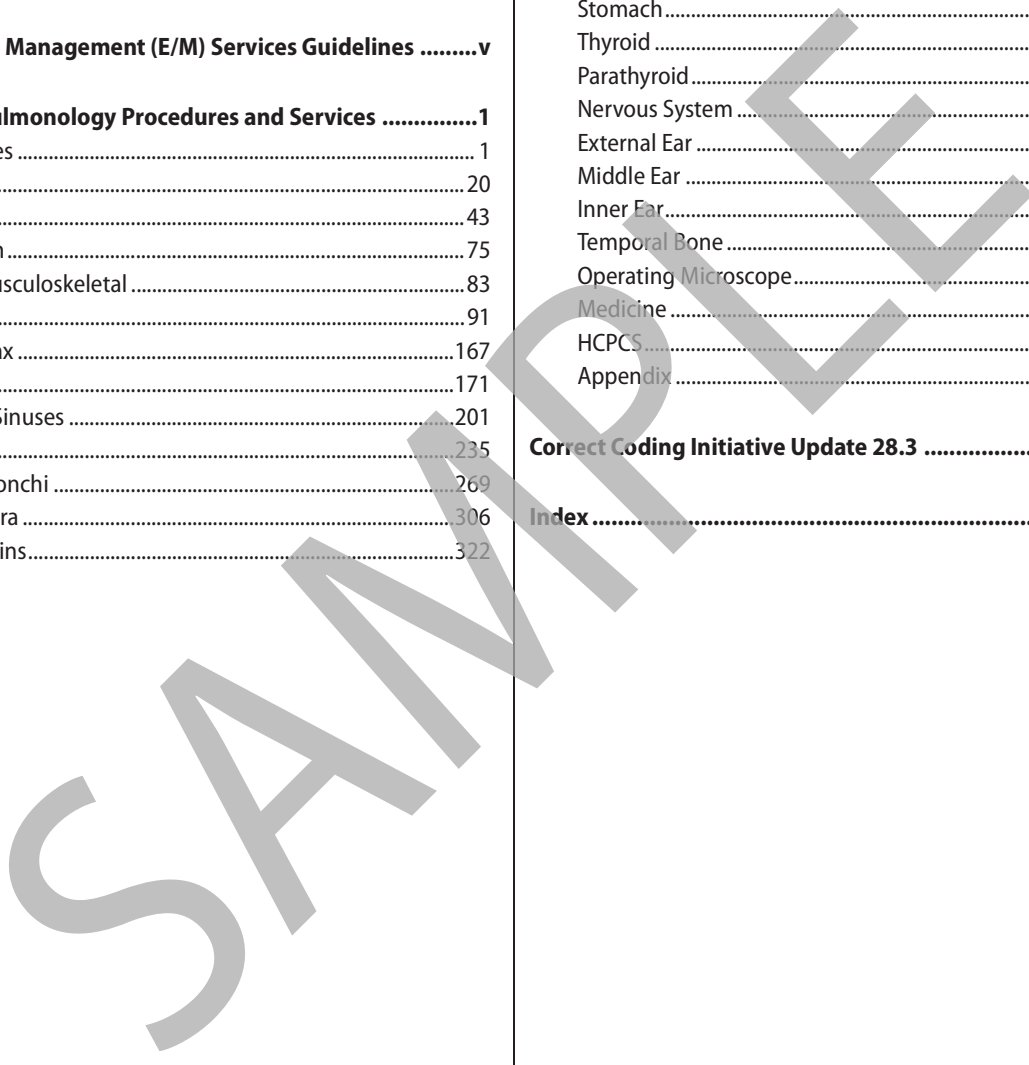 Management (E/M) Services Guidelines .........v
ulmonology Procedures and Services ...............1
es ........................................................................... 1
.............................................................................20
.............................................................................43
n ............................................................................75
usculoskeletal .......................................................83
.............................................................................91
ax .........................................................................167
...........................................................................171
Sinuses ................................................................201
...........................................................................235
onchi ...................................................................269
ra .........................................................................306
ins........................................................................322
Stomach...............................................................
Thyroid ................................................................
Parathyroid..........................................................
Nervous System ..................................................
External Ear .........................................................
Middle Ear ...........................................................
Inner Ear..............................................................
Temporal Bone ....................................................
Operating Microscope.........................................
Medicine ..............................................................
HCPCS..................................................................
Appendix .............................................................
Correct Coding Initiative Update 28.3 .................
Index .....................................................................
SAMPLE